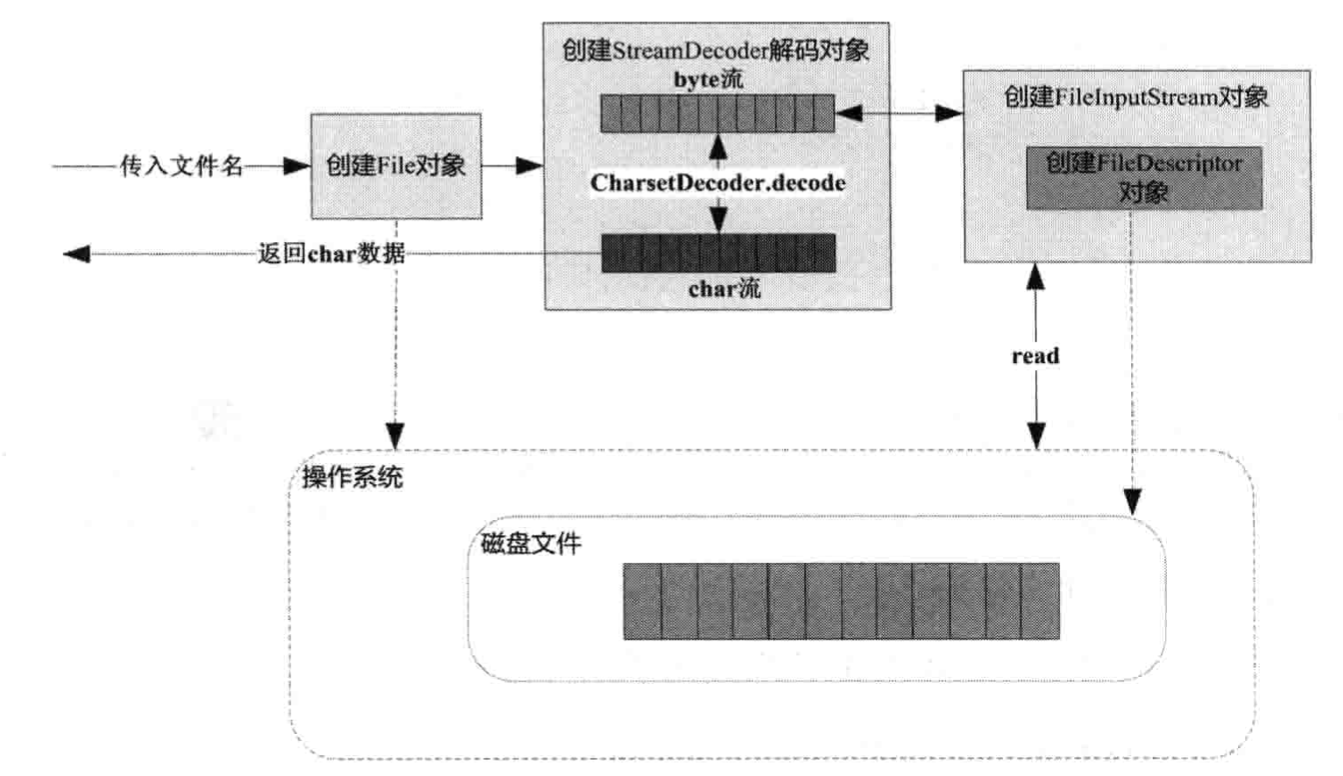 创建StreamDecoder解码对象
byte流
创建FileInputStream对象
传入文件名
创建File对象
创建FileDescriptor
对象
CharsetDecoder.decode
返回char数据
char流
read
操作系统
磁盘文件